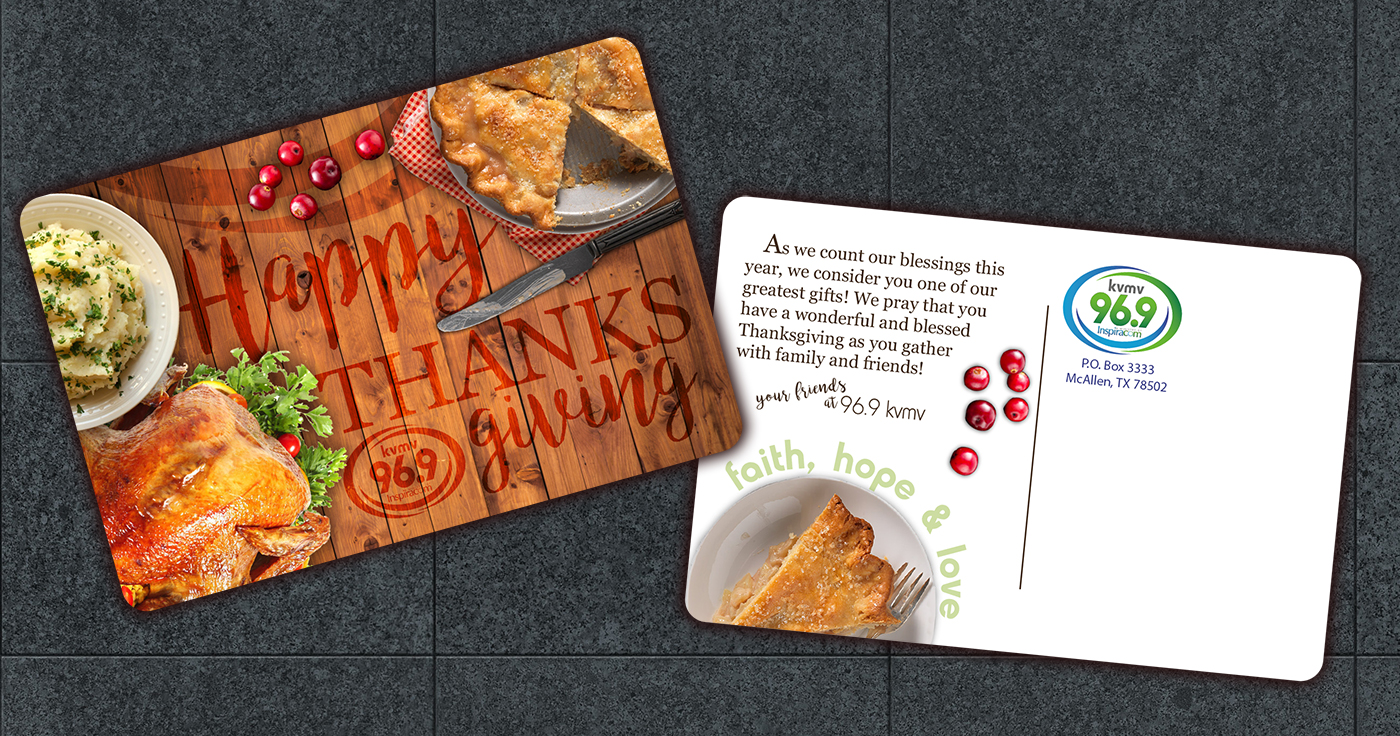 Happy
THANKS
giving
kvmv
96.9
Inspiracom
As we count our blessings this
year, we consider you one of our
greatest gifts! We pray that you
have a wonderful and blessed
Thanksgiving as you gather
with family and friends!
your friends
at 96.9 kvmv
faith, hope & love
kvmv
96.9
Inspiracom
P.O. Box 3333
McAllen, TX 78502